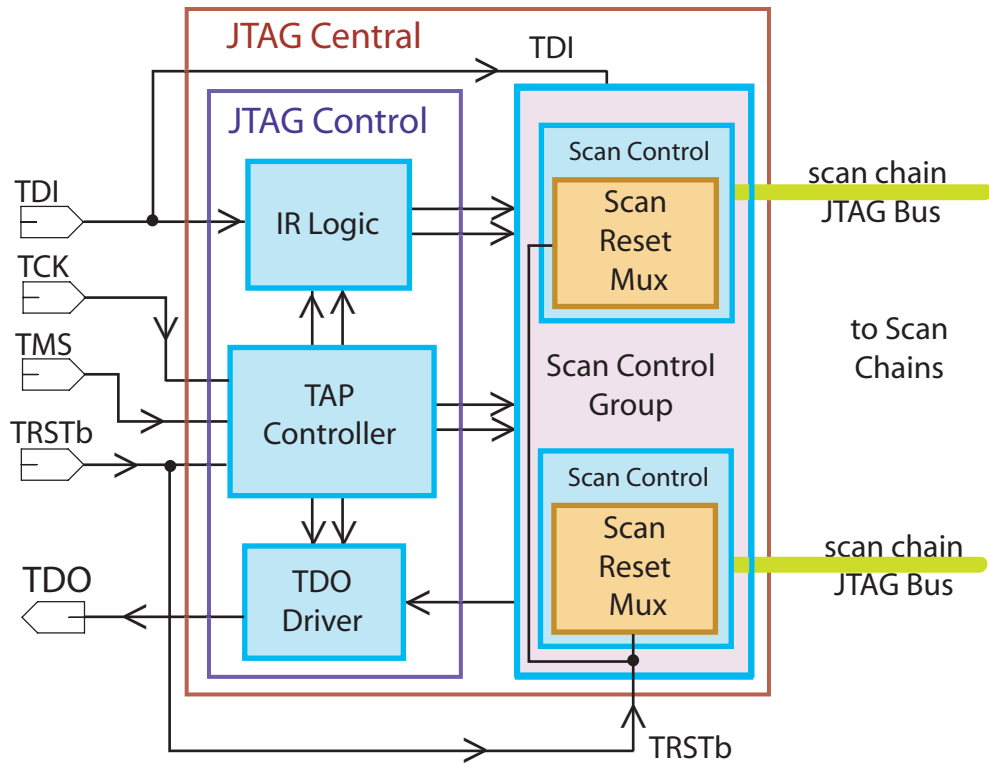 JTAG Central
TDI
JTAG Control
Scan Control
scan chain
JTAG Bus
TDI
IR Logic
Scan
Reset
Mux
TCK
to Scan
Chains
TMS
TAP
Controller
Scan Control
Group
TRSTb
Scan Control
Scan
Reset
Mux
scan chain
JTAG Bus
TDO
TDO
Driver
TRSTb